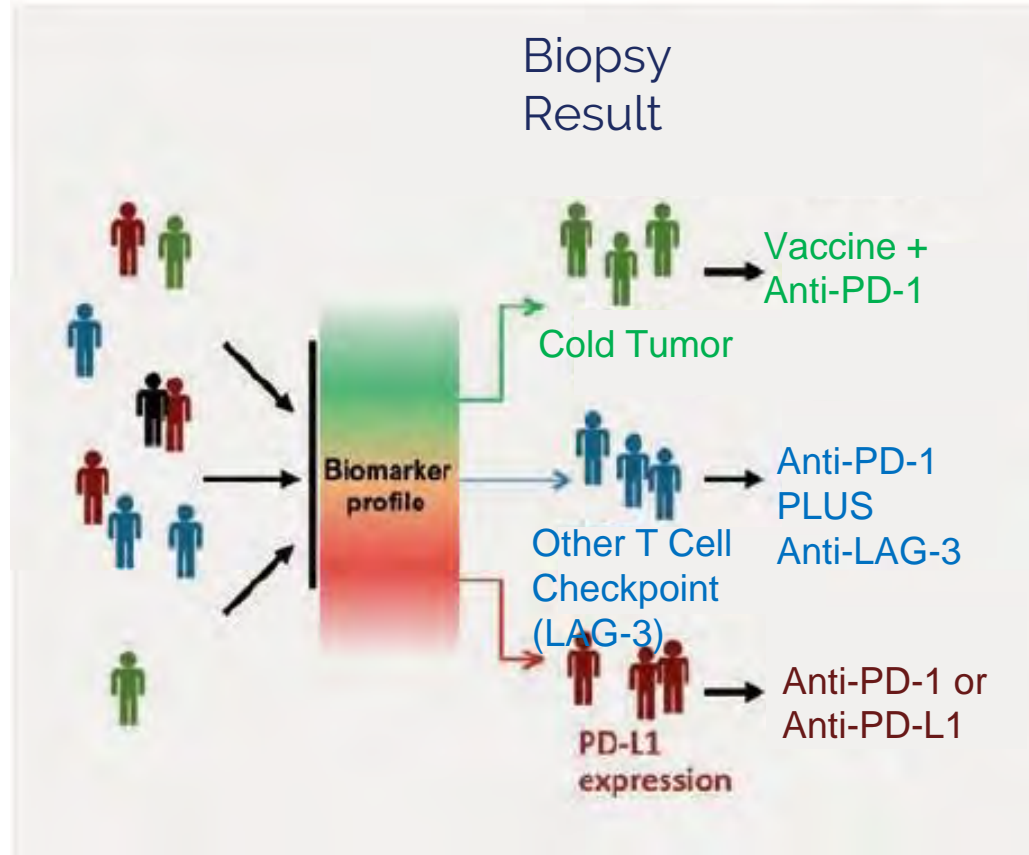 Biopsy
Result
Vaccine +
Anti-PD-1
Cold Tumor
Biomarker
profile
Anti-PD-1
PLUS
Anti-LAG-3
Other T Cell
Checkpoint
(LAG-3)
Anti-PD-1 or
Anti-PD-L1
PD-L1
expression